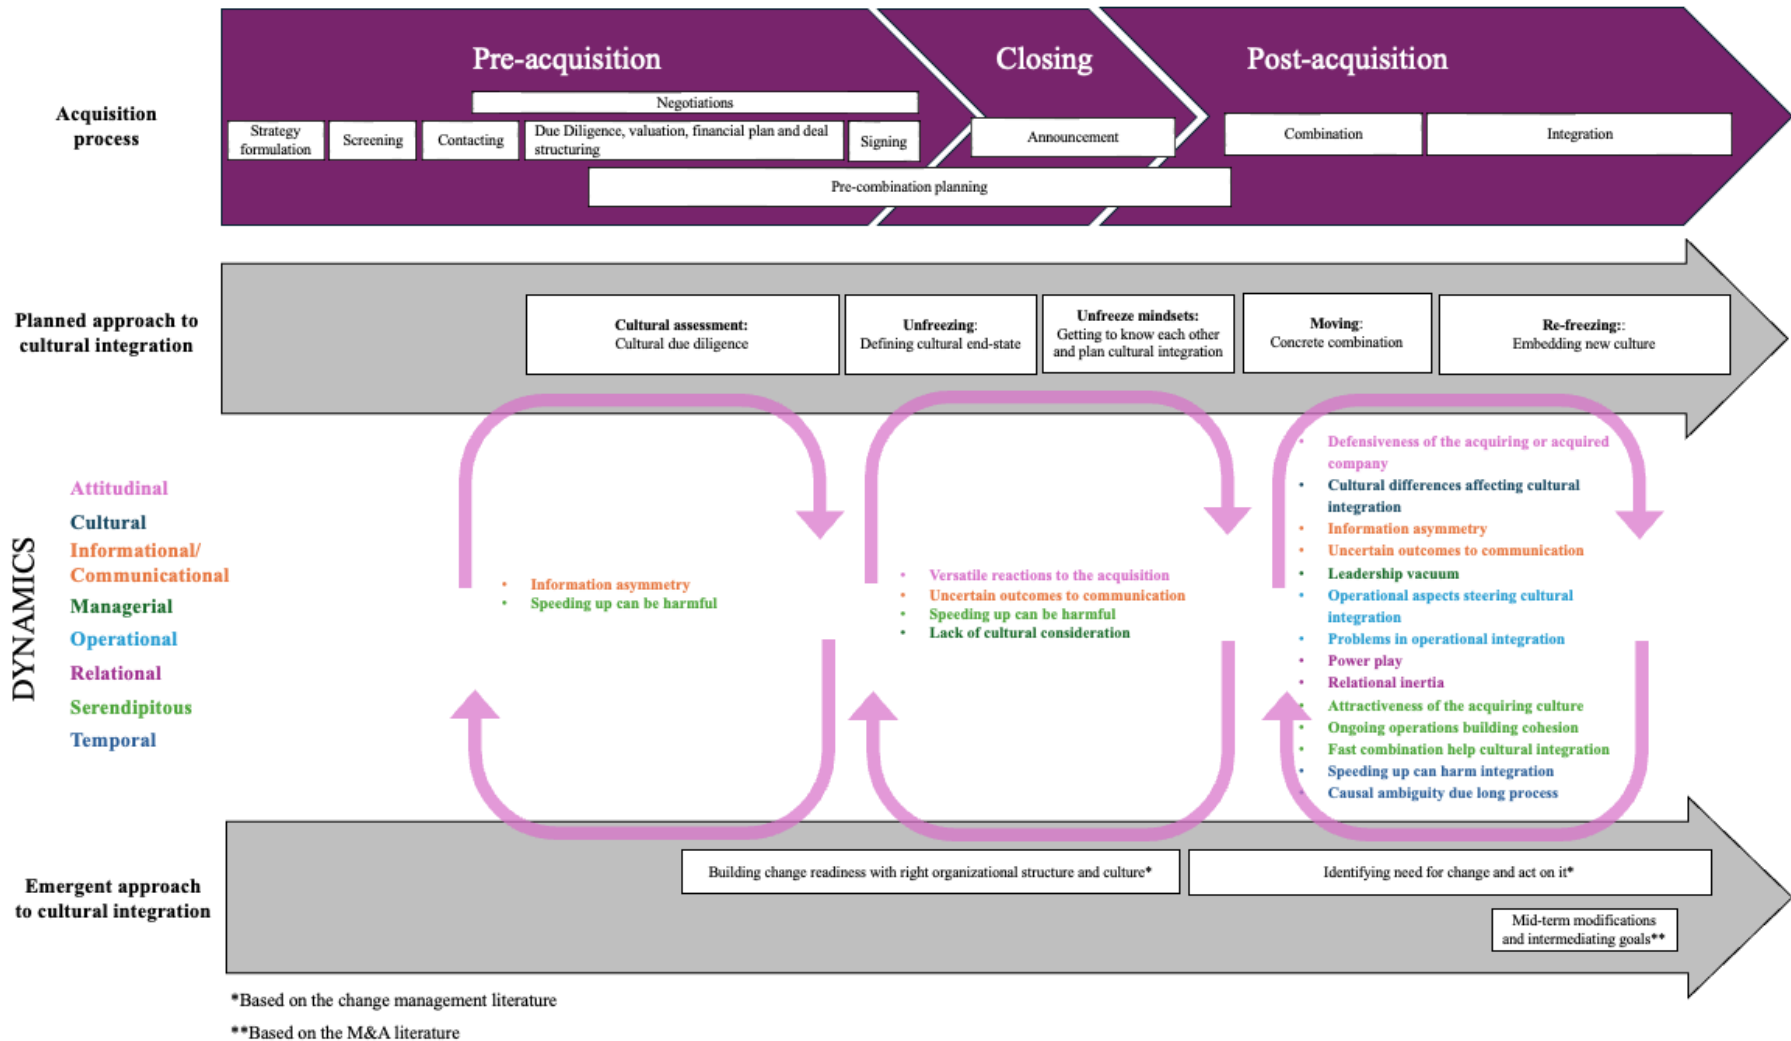 Pre-acquisition
Closing
Post-acquisition
Acquisition
process
Negotiations
Strategy
formulation
Screening
Contacting
Due Diligence, valuation, financial plan and deal
structuring
Signing
Announcement
Combination
Integration
Pre-combination planning
Planned approach to
cultural integration
Cultural assessment:
Cultural due diligence
Unfreezing:
Defining cultural end-state
Unfreeze mindsets:
Getting to know each other
and plan cultural integration
Moving:
Concrete combination
Re-freezing::
Embedding new culture
DYNAMICS
Attitudinal
Cultural
Informational/
Communicational
Managerial
Operational
Relational
Serendipitous
Temporal
• Information asymmetry
• Speeding up can be harmful
• Versatile reactions to the acquisition
• Uncertain outcomes to communication
• Speeding up can be harmful
• Lack of cultural consideration
• Defensiveness of the acquiring or acquired
company
• Cultural differences affecting cultural
integration
• Information asymmetry
• Uncertain outcomes to communication
• Leadership vacuum
• Operational aspects steering cultural
integration
• Problems in operational integration
• Power play
• Relational inertia
• Attractiveness of the acquiring culture
• Ongoing operations building cohesion
• Fast combination help cultural integration
• Speeding up can harm integration
• Causal ambiguity due long process
Emergent approach
to cultural integration
Building change readiness with right organizational structure and culture*
Identifying need for change and act on it*
Mid-term modifications
and intermediating goals**
*Based on the change management literature
**Based on the M&A literature